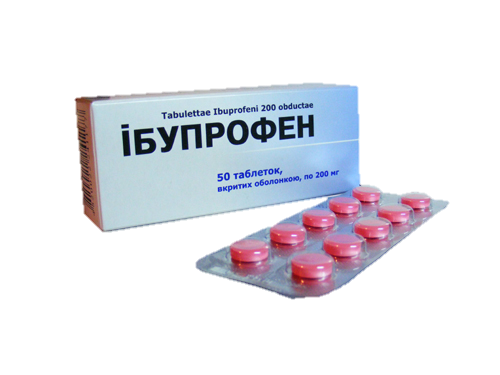 Tabulettae Ibuprofeni 200 obductae
ІБУПРОФЕН
50 таблеток,
вкритих оболонкою, по 200 мг